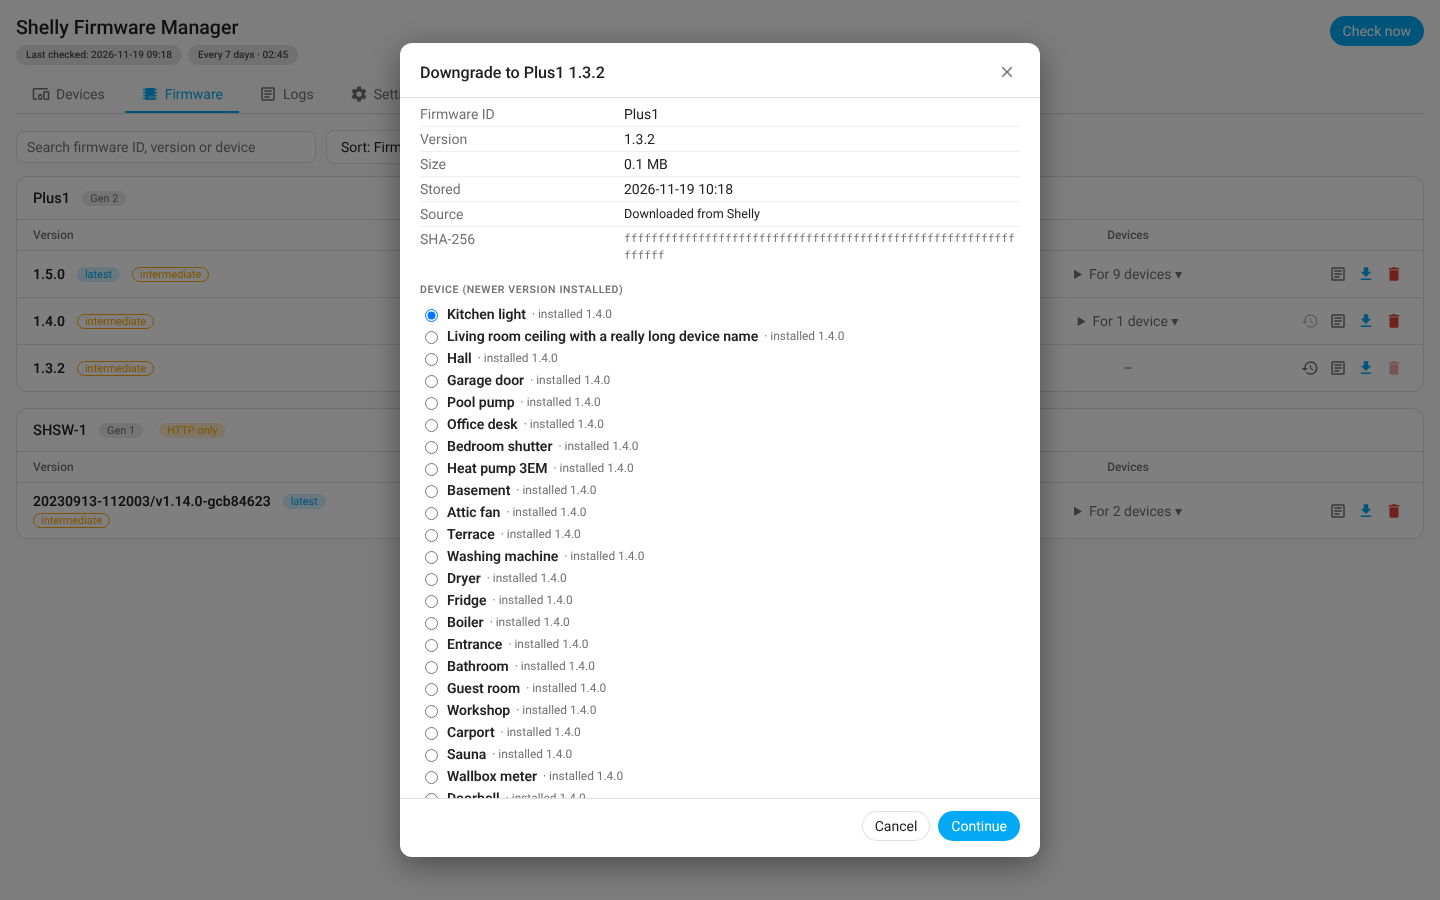 Shelly Firmware Manager
Last checked: 2026-11-19 09:18
Every 7 days · 02:45
Check now
Devices
Firmware
Logs
Search firmware ID, version or device
Plus1
Gen 2
Version
Devices
1.5.0
latest
intermediate
For 9 devices
1.4.0
intermediate
For 1 device
1.3.2
intermediate
–
SHSW-1
Gen 1
HTTP only
Version
Devices
20230913-112003/v1.14.0-gcb84623
latest
intermediate
For 2 devices
Downgrade to Plus1 1.3.2
Firmware ID Plus1
Version 1.3.2
Size 0.1 MB
Stored 2026-11-19 10:18
Source Downloaded from Shelly
SHA-256 ffffffffffffffffffffffffffffffffffffffffffffffffffffffffff
ffffff
DEVICE (NEWER VERSION INSTALLED)
Kitchen light · installed 1.4.0
Living room ceiling with a really long device name · installed 1.4.0
Hall · installed 1.4.0
Garage door · installed 1.4.0
Pool pump · installed 1.4.0
Office desk · installed 1.4.0
Bedroom shutter · installed 1.4.0
Heat pump 3EM · installed 1.4.0
Basement · installed 1.4.0
Attic fan · installed 1.4.0
Terrace · installed 1.4.0
Washing machine · installed 1.4.0
Dryer · installed 1.4.0
Fridge · installed 1.4.0
Boiler · installed 1.4.0
Entrance · installed 1.4.0
Bathroom · installed 1.4.0
Guest room · installed 1.4.0
Workshop · installed 1.4.0
Carport · installed 1.4.0
Sauna · installed 1.4.0
Wallbox meter · installed 1.4.0
Doorbell · installed 1.4.0
Cancel
Continue